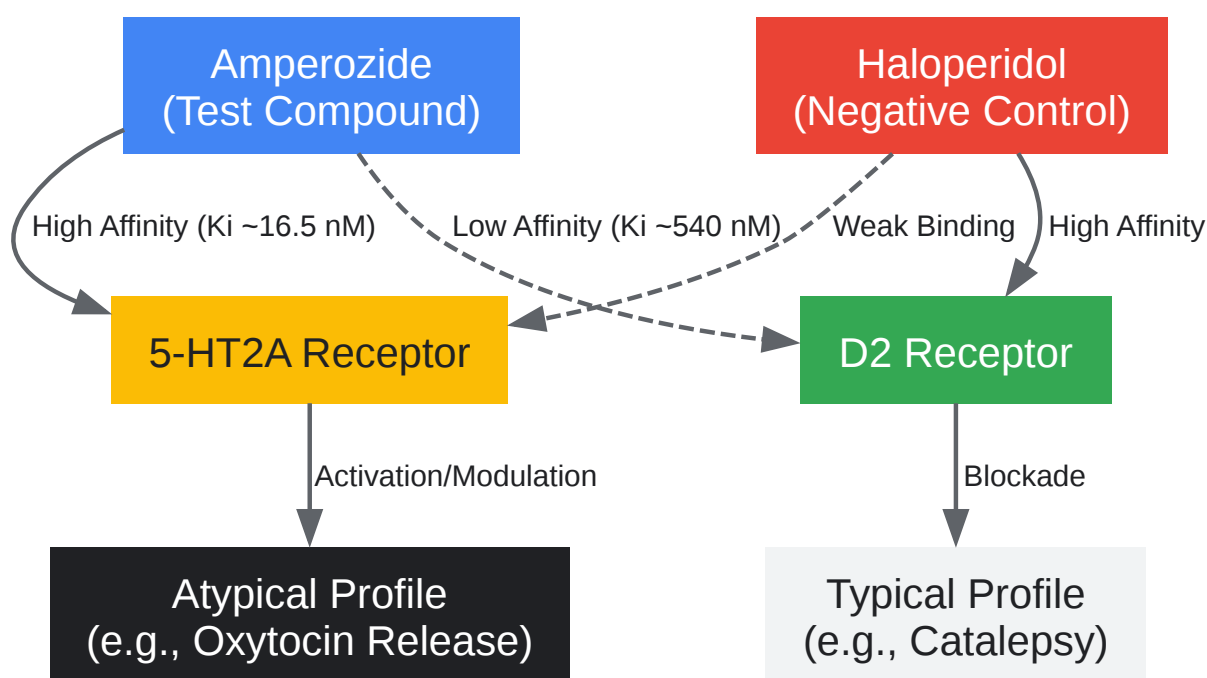 Amperozide
(Test Compound)
Haloperidol
(Negative Control)
High Affinity (Ki ~16.5 nM)
Low Affinity (Ki ~540 nM)
Weak Binding
High Affinity
5-HT2A Receptor
D2 Receptor
Activation/Modulation
Blockade
Atypical Profile
(e.g., Oxytocin Release)
Typical Profile
(e.g., Catalepsy)